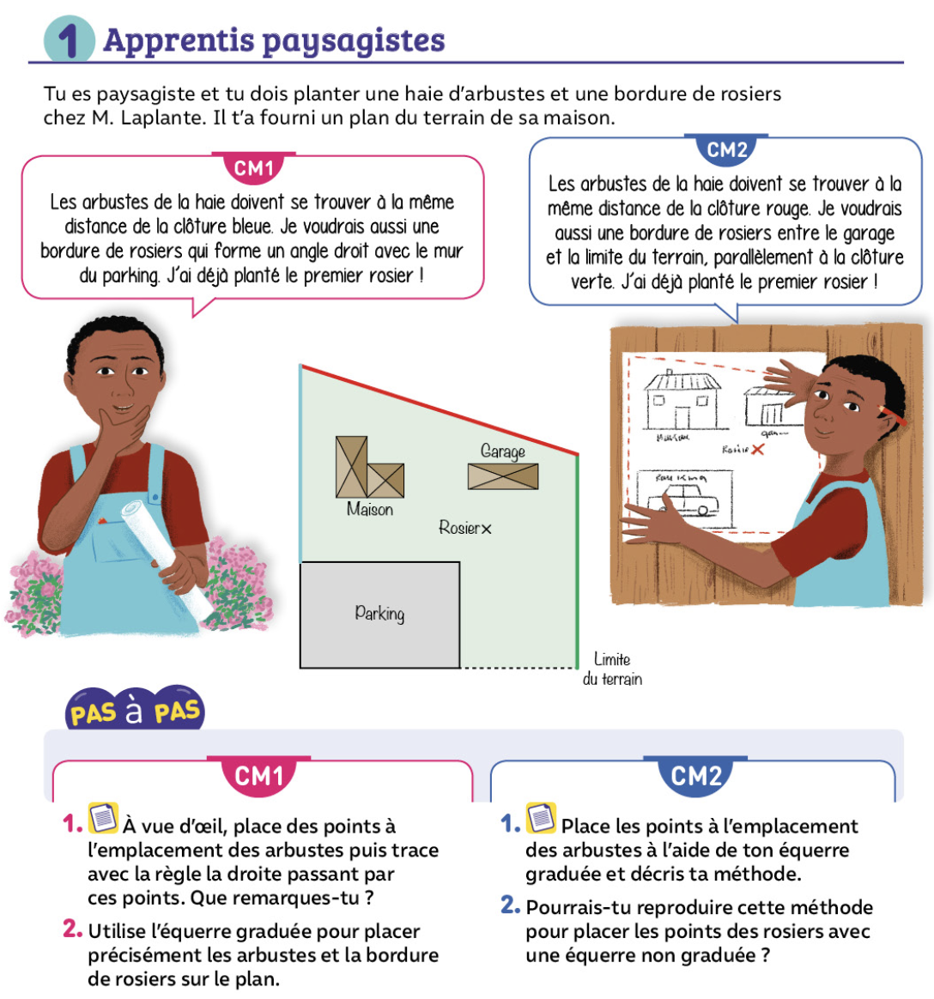 1 Apprentis paysagistes
Tu es paysagiste et tu dois planter une haie d'arbustes et une bordure de rosiers
chez M. Laplante. Il t'a fourni un plan du terrain de sa maison.
CM1
Les arbustes de la haie doivent se trouver à la même
distance de la clôture bleue. Je voudrais aussi une
bordure de rosiers qui forme un angle droit avec le mur
du parking. J'ai déjà planté le premier rosier !
CM2
Les arbustes de la haie doivent se trouver à la
même distance de la clôture rouge. Je voudrais
aussi une bordure de rosiers entre le garage
et la limite du terrain, parallèlement à la clôture
verte. J'ai déjà planté le premier rosier !
Garage
Maison
Rosier×
Parking
Limite
du terrain
Rosier ×
PARKING
PAS à PAS
CM1
1. À vue d'œil, place des points à
l'emplacement des arbustes puis trace
avec la règle la droite passant par
ces points. Que remarques-tu ?
2. Utilise l'équerre graduée pour placer
précisément les arbustes et la bordure
de rosiers sur le plan.
CM2
1. Place les points à l'emplacement
des arbustes à l'aide de ton équerre
graduée et décris ta méthode.
2. Pourrais-tu reproduire cette méthode
pour placer les points des rosiers avec
une équerre non graduée ?